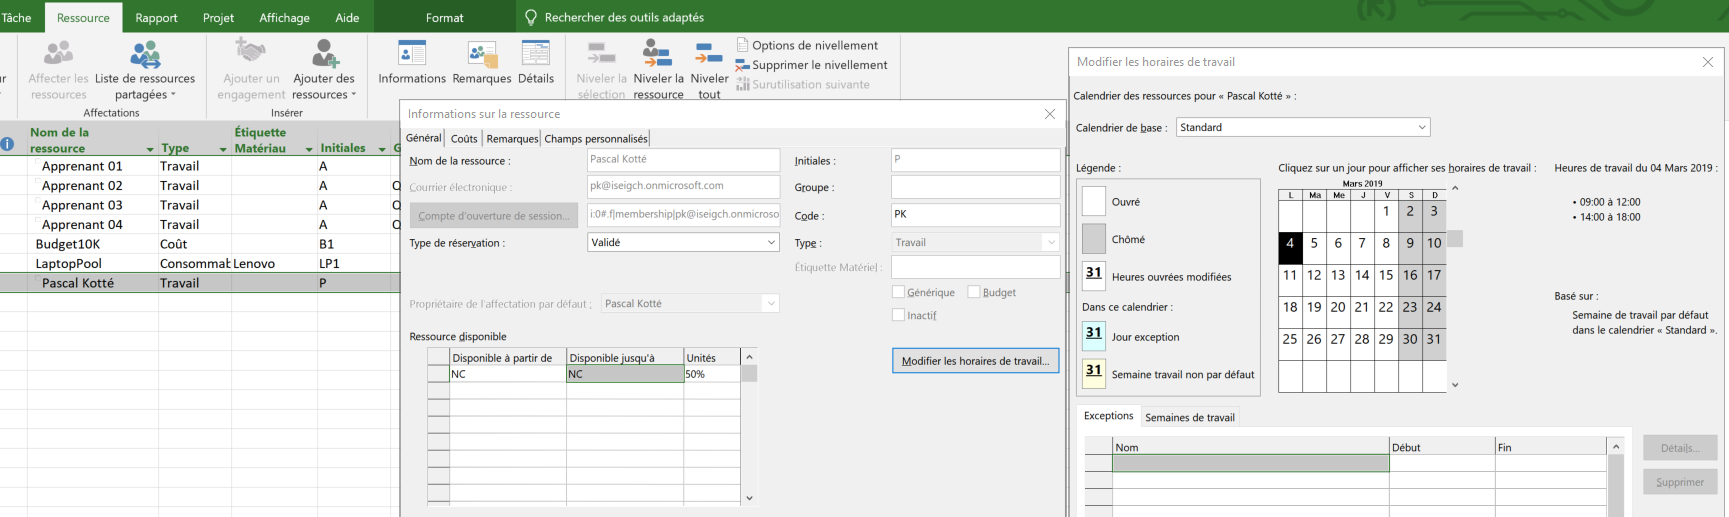 Tâche Ressource Rapport Projet Affichage Aide Format Rechercher des outils adaptés
Affecter les ressources
Liste de ressources partagées
Affectations
Ajouter un engagement
Ajouter des ressources
Insérer
Informations
Remarques
Détails
Niveler la sélection
Niveler la ressource
Niveler tout
Options de nivellement
Supprimer le nivellement
Surutilisation suivante
Nom de la ressource Type Étiquette Matériau Initiales G
Apprenant 01 Travail A
Apprenant 02 Travail A Q
Apprenant 03 Travail A Q
Apprenant 04 Travail A Q
Budget10K Coût B1
LaptopPool Consommat Lenovo LP1
Pascal Kotté Travail P
Informations sur la ressource
Général Coûts Remarques Champs personnalisés
Nom de la ressource : Pascal Kotté Initiales : P
Courrier électronique : pk@iseigch.onmicrosoft.com Groupe :
Compte d'ouverture de session... i:0#.f|membership|pk@iseigch.onmicroso Code : PK
Type de réservation : Validé Type : Travail
Étiquette Matériel :
Générique Budget
Propriétaire de l'affectation par défaut : Pascal Kotté
Inactif
Ressource disponible
Modifier les horaires de travail...
Disponible à partir de Disponible jusqu'à Unités
NC NC 50%
Modifier les horaires de travail
Calendrier des ressources pour « Pascal Kotté » :
Calendrier de base : Standard
Légende :
Ouvré
Chômé
31 Heures ouvrées modifiées
Dans ce calendrier :
31 Jour exception
31 Semaine travail non par défaut
Cliquez sur un jour pour afficher ses horaires de travail :
Mars 2019
L Ma Me J V S D
1 2 3
4 5 6 7 8 9 10
11 12 13 14 15 16 17
18 19 20 21 22 23 24
25 26 27 28 29 30 31
Heures de travail du 04 Mars 2019 :
• 09:00 à 12:00
• 14:00 à 18:00
Basé sur :
Semaine de travail par défaut
dans le calendrier « Standard ».
Exceptions Semaines de travail
Nom Début Fin
Détails...
Supprimer